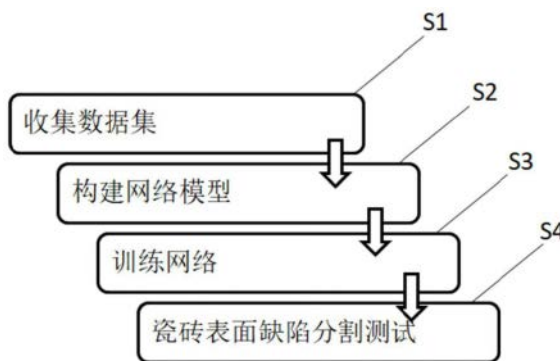 S1
收集数据集
S2
构建网络模型
S3
训练网络
S4
瓷砖表面缺陷分割测试